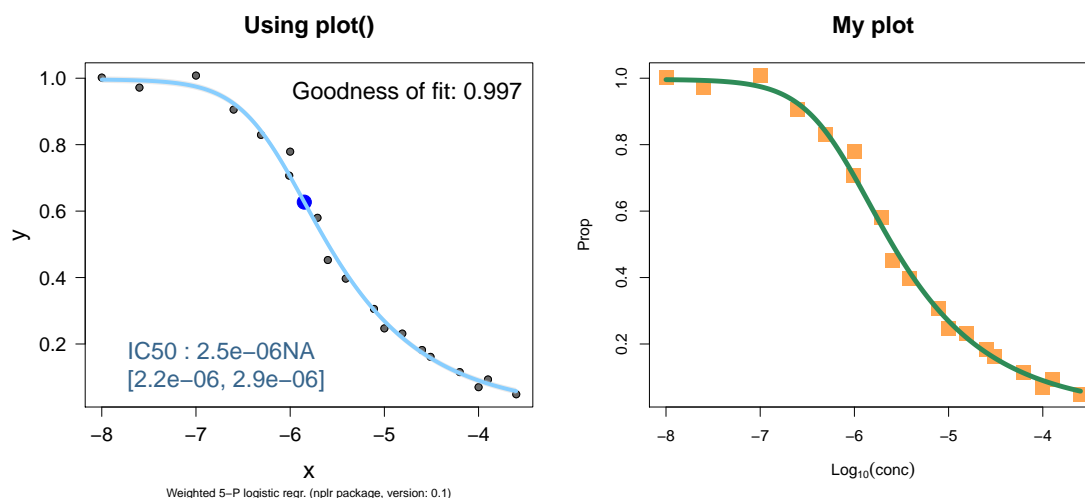 Using plot()
1.0
0.8
0.6
0.4
0.2
y
Goodness of fit: 0.997
IC50 : 2.5e−06NA
[2.2e−06, 2.9e−06]
−8 −7 −6 −5 −4
x
Weighted 5−P logistic regr. (nplr package, version: 0.1)
My plot
1.0
0.8
0.6
0.4
0.2
Prop
−8 −7 −6 −5 −4
Log₁₀(conc)